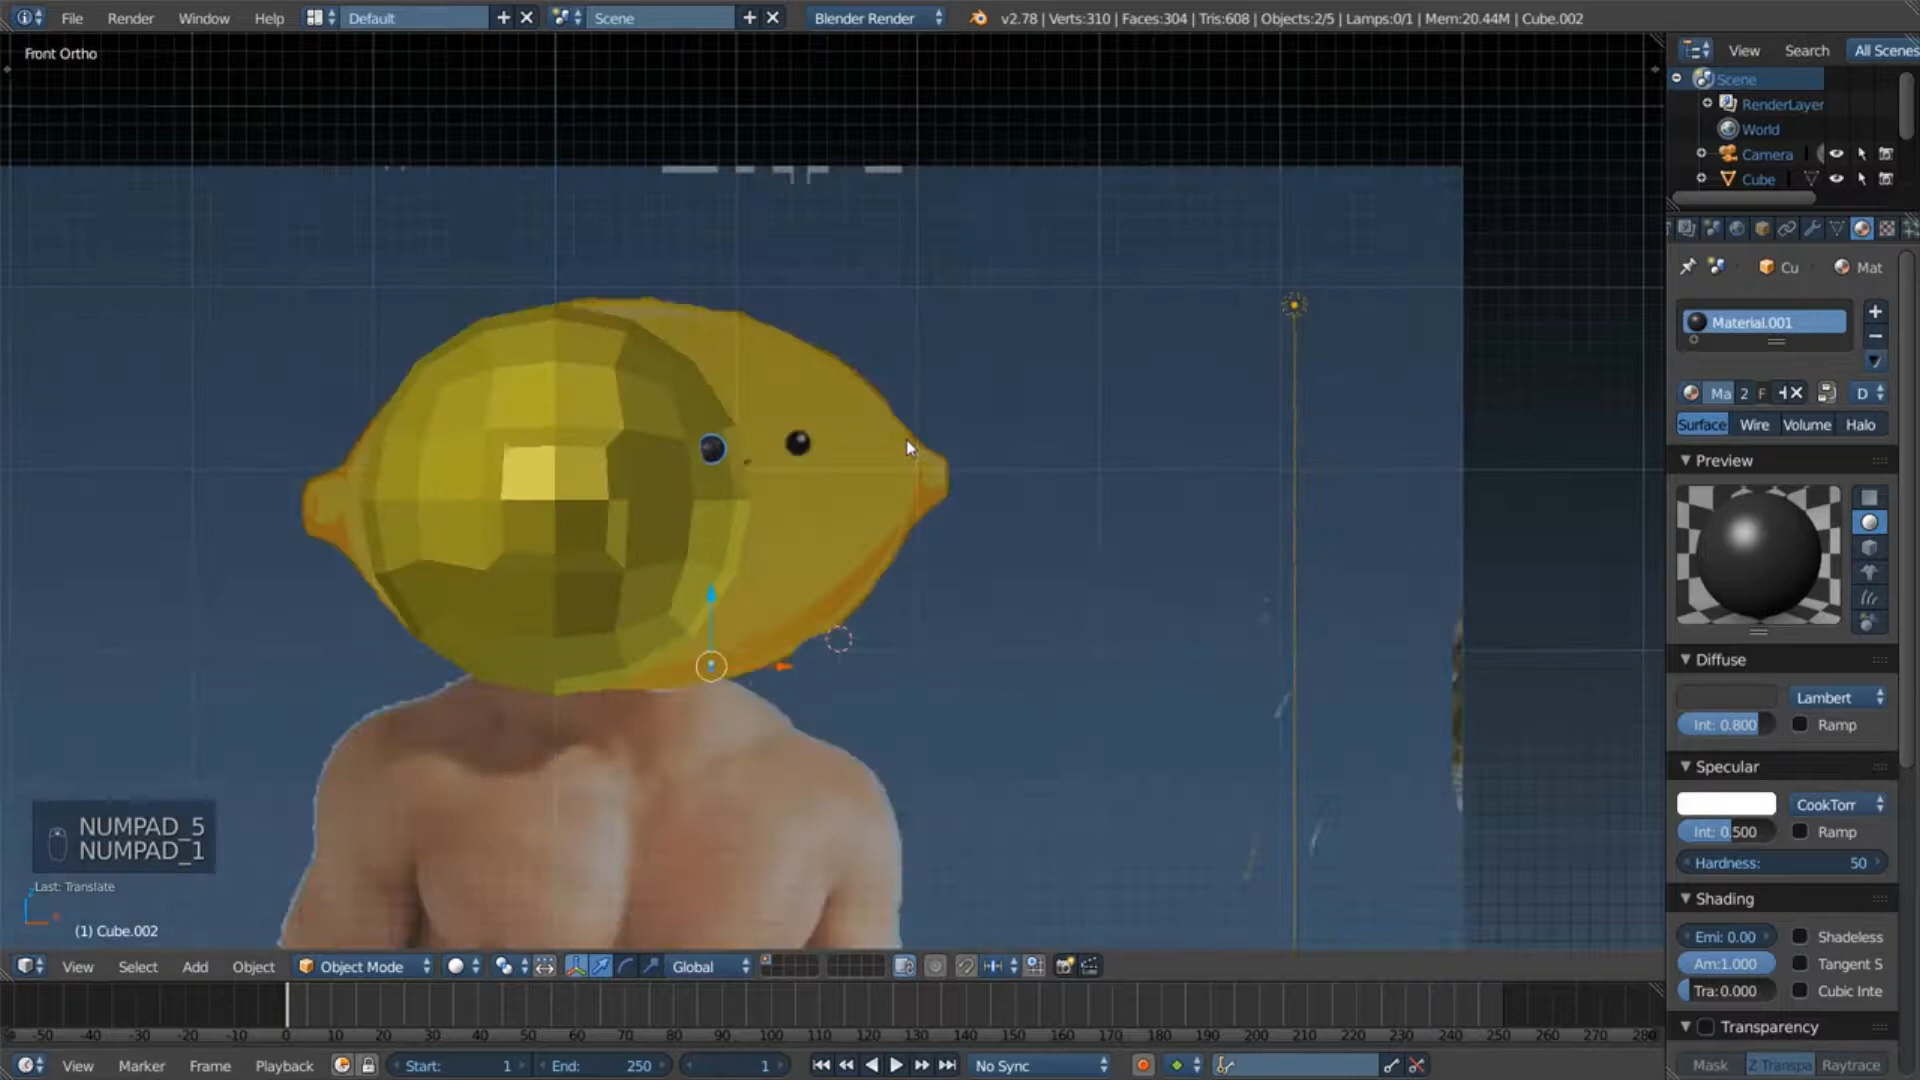 File Render Window Help Default Scene Blender Render v2.78 | Verts:310 | Faces:304 | Tris:608 | Objects:2/5 | Lamps:0/1 | Mem:20.44M | Cube.002
Front Ortho
View Search All Scenes
Scene
RenderLayer
World
Camera
Cube
Cu Mat
Material.001
Ma 2 F D
Surface Wire Volume Halo
Preview
Diffuse
Lambert
Int: 0.800 Ramp
Specular
CookTorr
Int: 0.500 Ramp
Hardness: 50
Shading
Emi: 0.00 Shadeless
Am:1.000 Tangent S
Tra:0.000 Cubic Inte
Transparency
Mask Z Transpa Raytrace
NUMPAD_5
NUMPAD_1
Last: Translate
(1) Cube.002
View Select Add Object Object Mode Global
-50 -40 -30 -20 -10 0 10 20 30 40 50 60 70 80 90 100 110 120 130 140 150 160 170 180 190 200 210 220 230 240 250 260 270 280
View Marker Frame Playback Start: 1 End: 250 1 No Sync